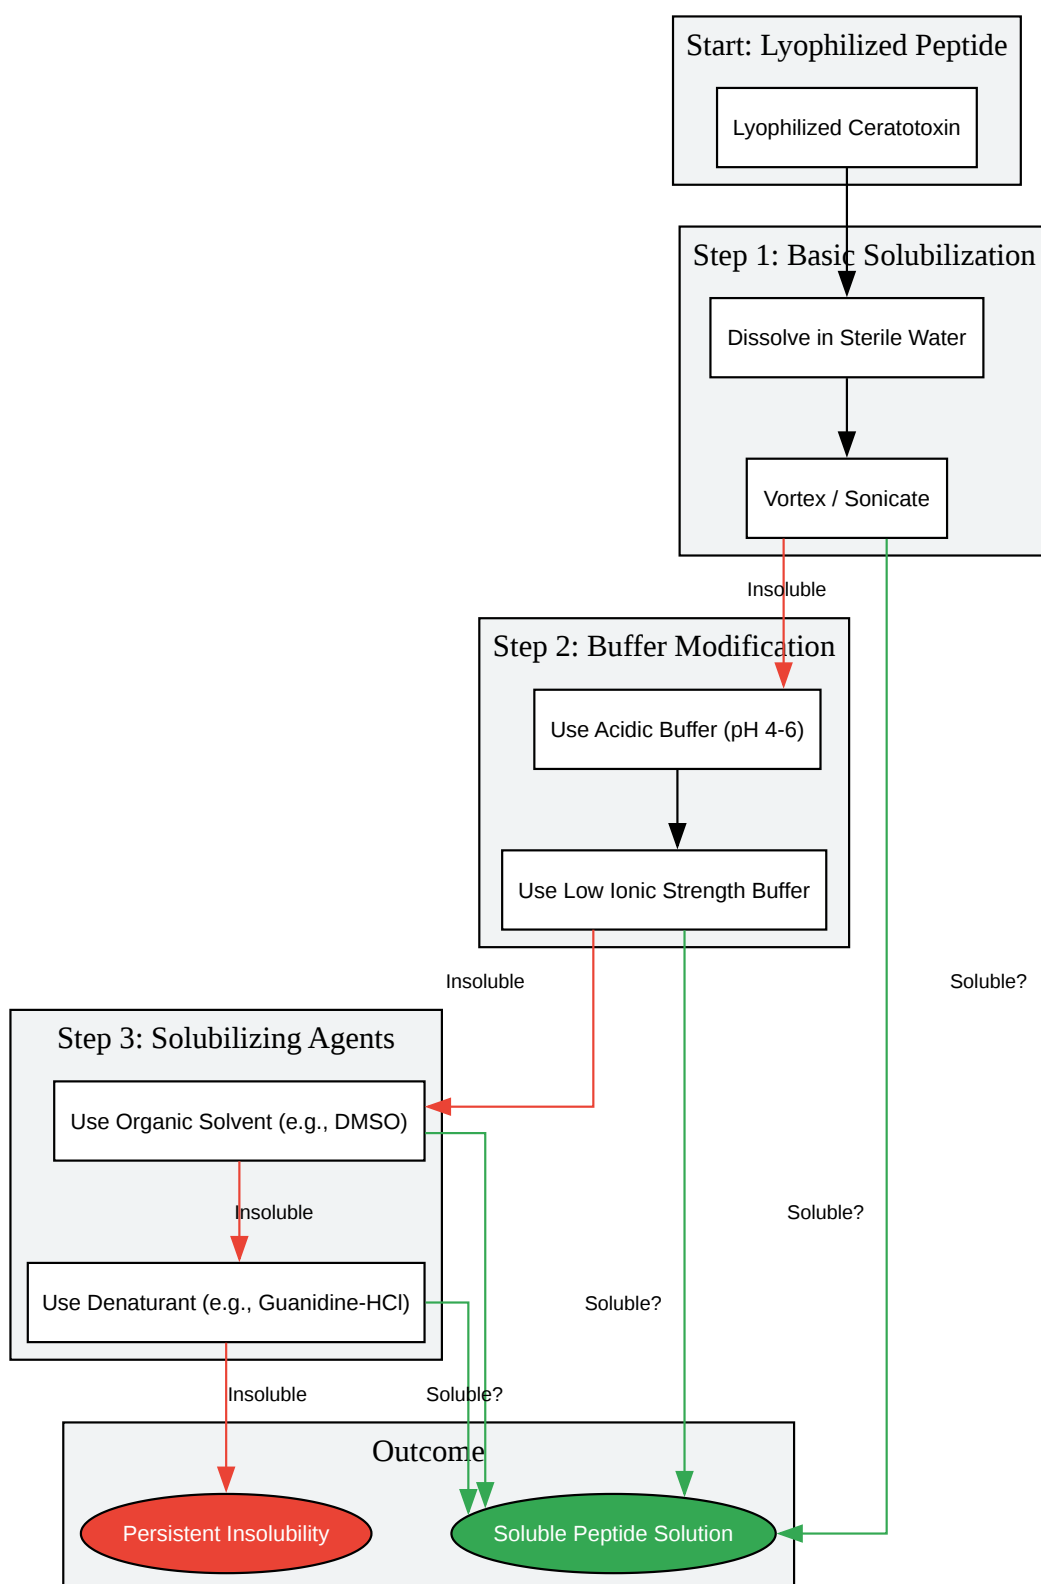 Start: Lyophilized Peptide
Lyophilized Ceratotoxin
Step 1: Basic Solubilization
Dissolve in Sterile Water
Vortex / Sonicate
Insoluble
Step 2: Buffer Modification
Use Acidic Buffer (pH 4-6)
Use Low Ionic Strength Buffer
Insoluble
Soluble?
Step 3: Solubilizing Agents
Use Organic Solvent (e.g., DMSO)
Insoluble
Soluble?
Use Denaturant (e.g., Guanidine-HCl)
Soluble?
Insoluble
Soluble?
Outcome
Persistent Insolubility
Soluble Peptide Solution